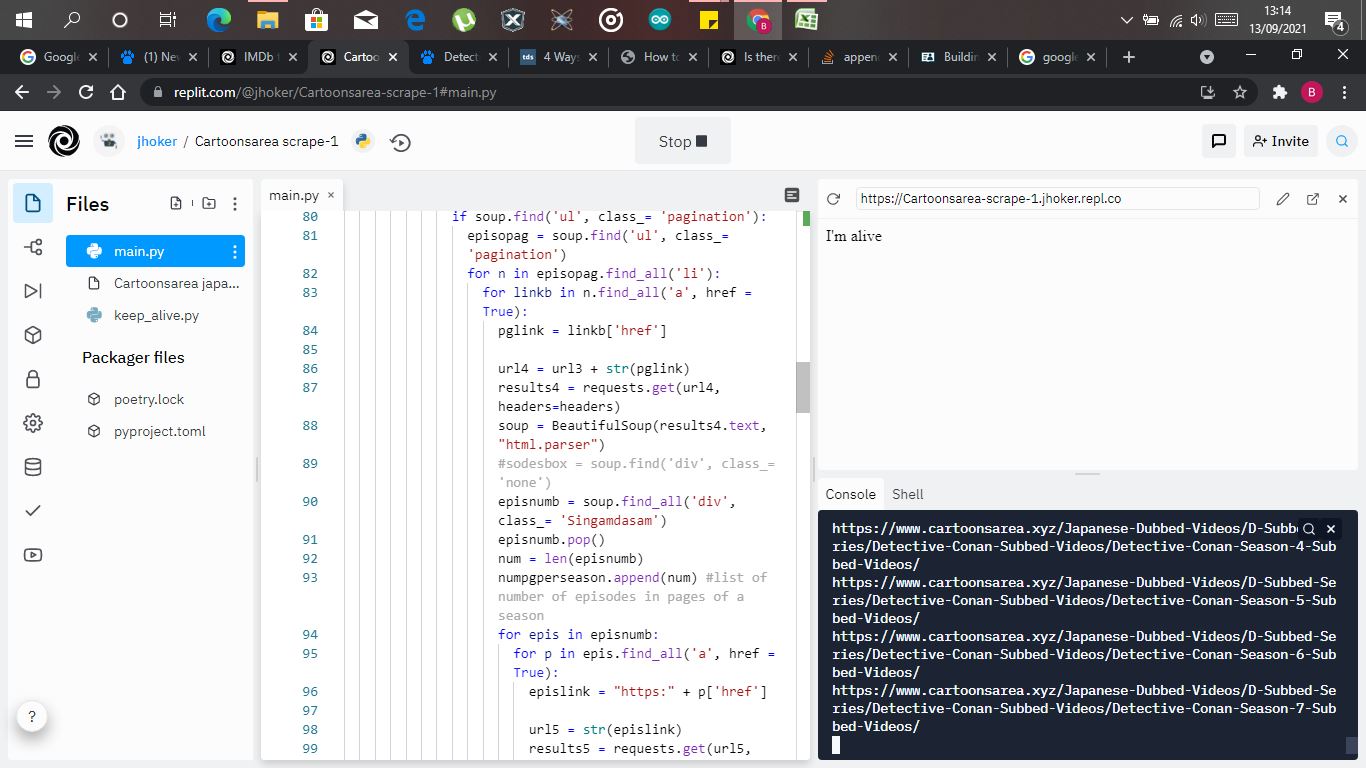 13:14
13/09/2021
4
B
Google
(1) Nev
IMDb t
Cartoo
Detect
tds
4 Ways
How to
Is there
appen
Buildin
google
replit.com/@jhoker/Cartoonsarea-scrape-1#main.py
B
jhoker / Cartoonsarea scrape-1
Stop
Invite
Files
main.py
Cartoonsarea japa...
keep_alive.py
Packager files
poetry.lock
pyproject.toml
?
main.py
80 if soup.find('ul', class_= 'pagination'):
81 episopag = soup.find('ul', class_=
'pagination')
82 for n in episopag.find_all('li'):
83 for linkb in n.find_all('a', href =
True):
84 pglink = linkb['href']
85
86 url4 = url3 + str(pglink)
87 results4 = requests.get(url4,
headers=headers)
88 soup = BeautifulSoup(results4.text,
"html.parser")
89 #sodesbox = soup.find('div', class_=
'none')
90 episnumb = soup.find_all('div',
class_= 'Singamdasam')
91 episnumb.pop()
92 num = len(episnumb)
93 numpgperseason.append(num) #list of
number of episodes in pages of a
season
94 for epis in episnumb:
95 for p in epis.find_all('a', href =
True):
96 epislink = "https:" + p['href']
97
98 url5 = str(epislink)
99 results5 = requests.get(url5,
https://Cartoonsarea-scrape-1.jhoker.repl.co
I'm alive
Console
Shell
https://www.cartoonsarea.xyz/Japanese-Dubbed-Videos/D-Subbe
ries/Detective-Conan-Subbed-Videos/Detective-Conan-Season-4-Sub
bed-Videos/
https://www.cartoonsarea.xyz/Japanese-Dubbed-Videos/D-Subbed-Se
ries/Detective-Conan-Subbed-Videos/Detective-Conan-Season-5-Sub
bed-Videos/
https://www.cartoonsarea.xyz/Japanese-Dubbed-Videos/D-Subbed-Se
ries/Detective-Conan-Subbed-Videos/Detective-Conan-Season-6-Sub
bed-Videos/
https://www.cartoonsarea.xyz/Japanese-Dubbed-Videos/D-Subbed-Se
ries/Detective-Conan-Subbed-Videos/Detective-Conan-Season-7-Sub
bed-Videos/